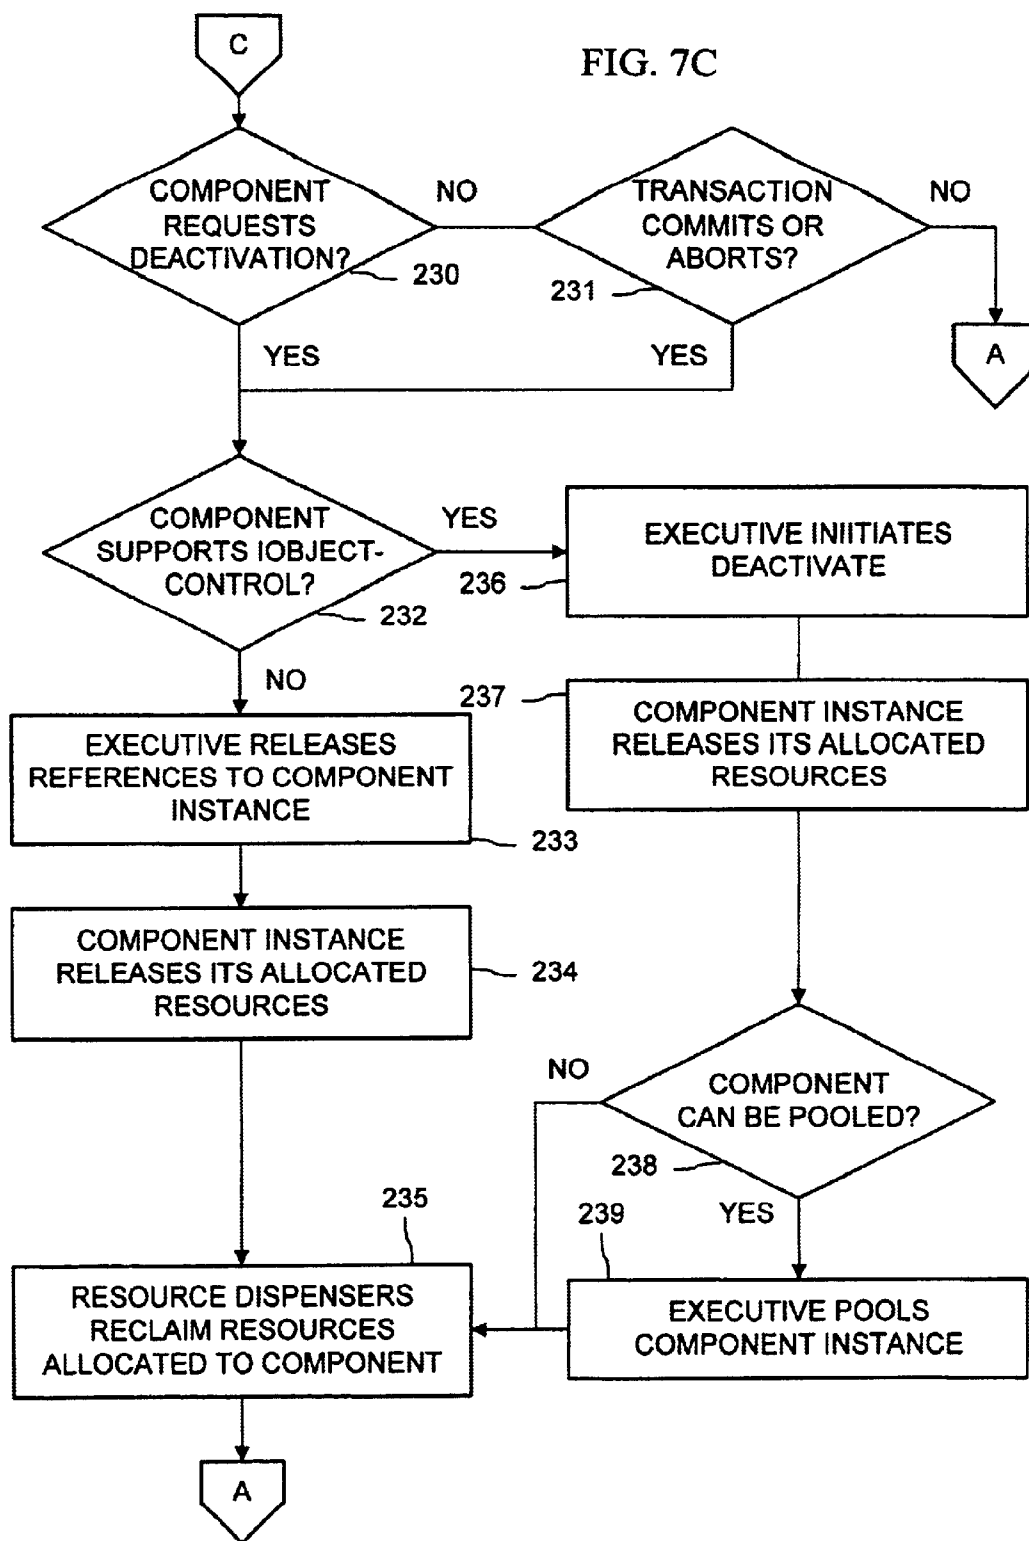 C
FIG. 7C
COMPONENT
REQUESTS
DEACTIVATION?
NO
230
YES
TRANSACTION
COMMITS OR
ABORTS?
NO
231
YES
A
COMPONENT
SUPPORTS IOBJECT-
CONTROL?
YES
232
NO
EXECUTIVE INIITIATES
DEACTIVATE
236
237
COMPONENT INSTANCE
RELEASES ITS ALLOCATED
RESOURCES
EXECUTIVE RELEASES
REFERENCES TO COMPONENT
INSTANCE
233
COMPONENT INSTANCE
RELEASES ITS ALLOCATED
RESOURCES
234
NO
COMPONENT
CAN BE POOLED?
238
YES
239
EXECUTIVE POOLS
COMPONENT INSTANCE
235
RESOURCE DISPENSERS
RECLAIM RESOURCES
ALLOCATED TO COMPONENT
A